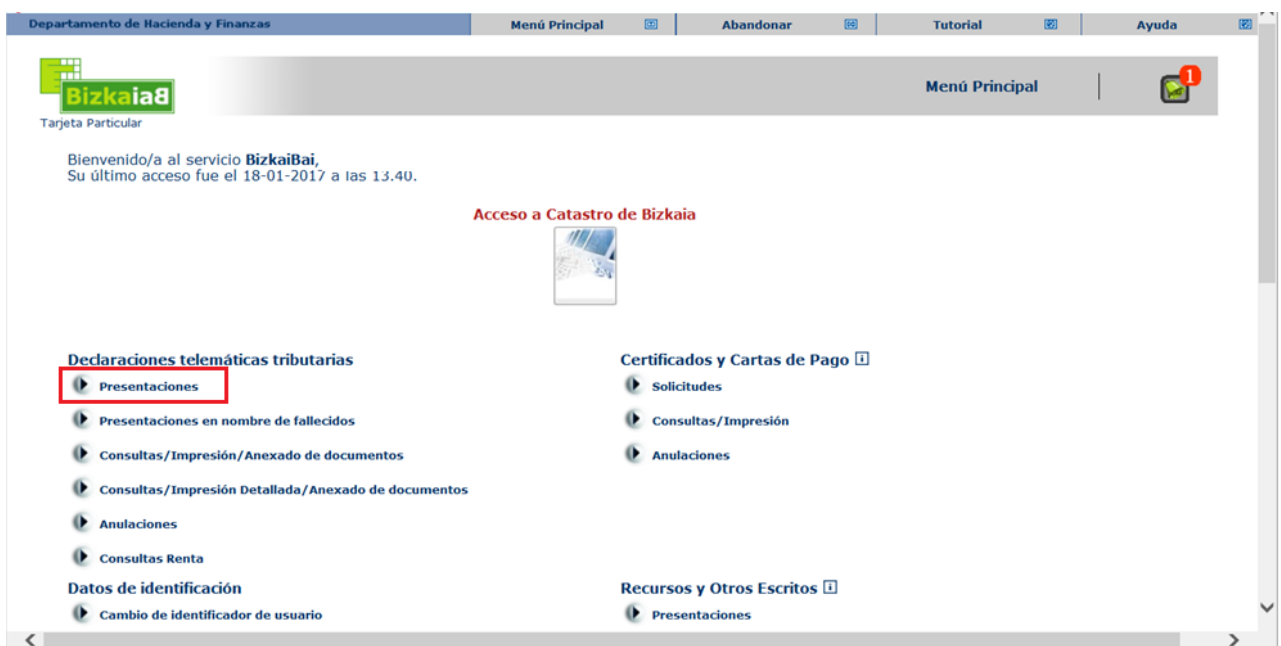 Departamento de Hacienda y Finanzas
Menú Principal
Abandonar
Tutorial
Ayuda
BizkaiaB
Tarjeta Particular
Menú Principal
1
Bienvenido/a al servicio BizkaiBai,
Su último acceso fue el 18-01-2017 a las 13.40.
Acceso a Catastro de Bizkaia
Declaraciones telemáticas tributarias
Presentaciones
Presentaciones en nombre de fallecidos
Consultas/Impresión/Anexado de documentos
Consultas/Impresión Detallada/Anexado de documentos
Anulaciones
Consultas Renta
Certificados y Cartas de Pago i
Solicitudes
Consultas/Impresión
Anulaciones
Datos de identificación
Cambio de identificador de usuario
Recursos y Otros Escritos i
Presentaciones